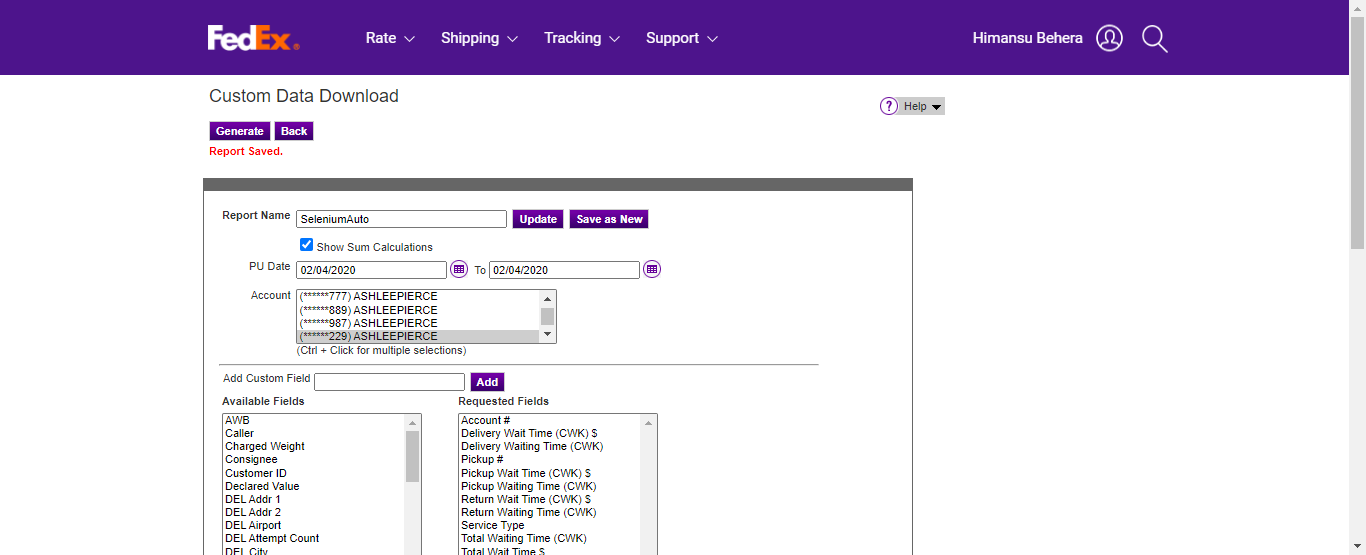 FedEx® Rate Shipping Tracking Support Himansu Behera
Custom Data Download
? Help
Generate Back
Report Saved.
Report Name SeleniumAuto Update Save as New
Show Sum Calculations
PU Date 02/04/2020 To 02/04/2020
Account (******777) ASHLEEPIERCE
(******889) ASHLEEPIERCE
(******987) ASHLEEPIERCE
(******229) ASHLEEPIERCE
(Ctrl + Click for multiple selections)
Add Custom Field Add
Available Fields Requested Fields
AWB Account #
Caller Delivery Wait Time (CWK) $
Charged Weight Delivery Waiting Time (CWK)
Consignee Pickup #
Customer ID Pickup Wait Time (CWK) $
Declared Value Pickup Waiting Time (CWK)
DEL Addr 1 Return Wait Time (CWK) $
DEL Addr 2 Return Waiting Time (CWK)
DEL Airport Service Type
DEL Attempt Count Total Waiting Time (CWK)
DEL City Total Wait Time $